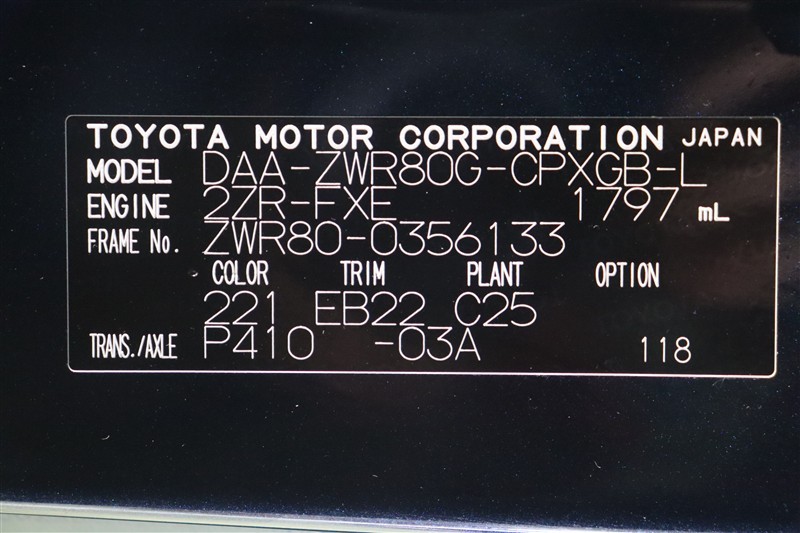 TOYOTA MOTOR CORPORATION JAPAN
MODEL DAA-ZWR80G-CPXGB-L
ENGINE 2ZR-FXE 1797 mL
FRAME No. ZWR80-0356133
COLOR TRIM PLANT OPTION
221 EB22 C25
TRANS./AXLE P410 -03A 118